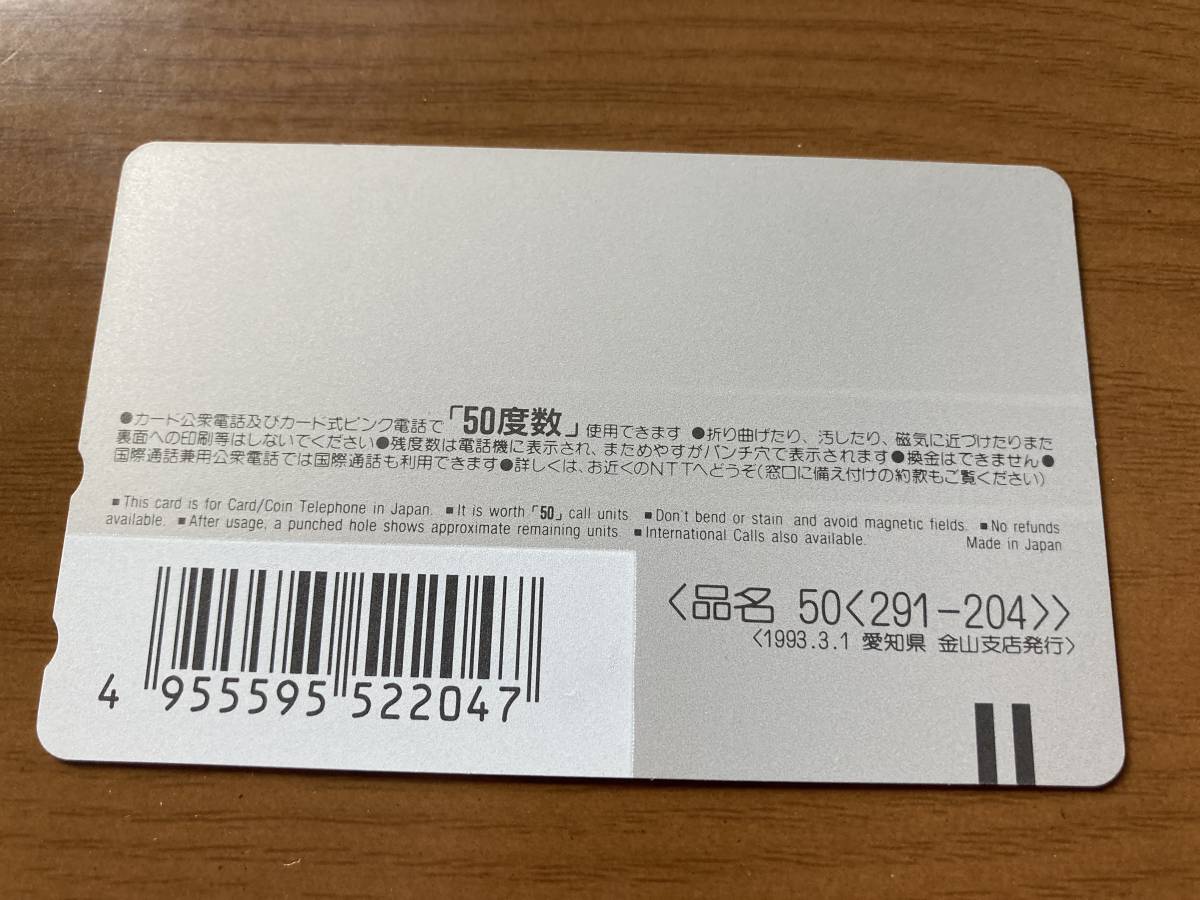 ●カード公衆電話及びカード式ピンク電話で「50度数」使用できます ●折り曲げたり、汚したり、磁気に近づけたりまた
裏面への印刷等はしないでください●残度数は電話機に表示され、まためやすがパンチ穴で表示されます●換金はできません●
国際通話兼用公衆電話では国際通話も利用できます●詳しくは、お近くのNTTへどうぞ(窓口に備え付けの約款もご覧ください)
■This card is for Card/Coin Telephone in Japan. ■It is worth「50」call units ■Don't bend or stain and avoid magnetic fields. ■No refunds
available. ■After usage, a punched hole shows approximate remaining units ■International Calls also available. Made in Japan
〈品名 50〈291-204〉〉
〈1993.3.1 愛知県 金山支店発行〉
4 955595 522047